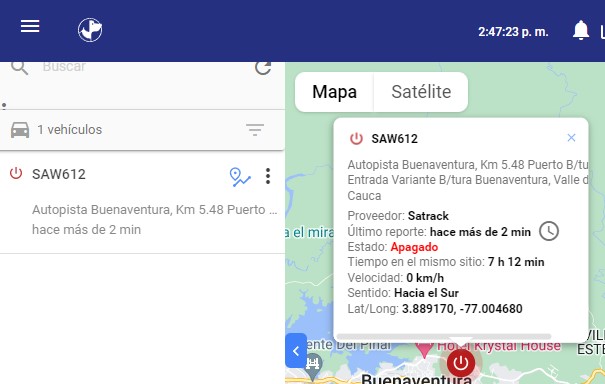 2:47:23 p. m.
Buscar
1 vehículos
SAW612
Autopista Buenaventura, Km 5.48 Puerto ...
hace más de 2 min
Mapa
Satélite
SAW612
Autopista Buenaventura, Km 5.48 Puerto B/tu
Entrada Variante B/tura Buenaventura, Valle d
Cauca
Proveedor: Satrack
Último reporte: hace más de 2 min
Estado: Apagado
Tiempo en el mismo sitio: 7 h 12 min
Velocidad: 0 km/h
Sentido: Hacia el Sur
Lat/Long: 3.889170, -77.004680
a el mira
ente Del Piñal
Hotel Krystal House
VILL
ESTE
Buenaventura